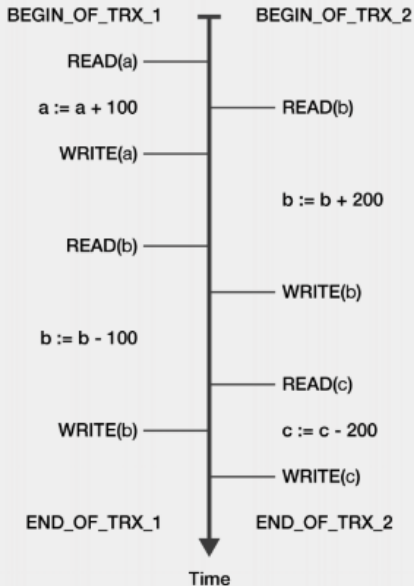 BEGIN_OF_TRX_1 BEGIN_OF_TRX_2
READ(a)
a := a + 100 READ(b)
WRITE(a)
b := b + 200
READ(b)
WRITE(b)
b := b - 100
READ(c)
WRITE(b) c := c - 200
WRITE(c)
END_OF_TRX_1 END_OF_TRX_2
Time